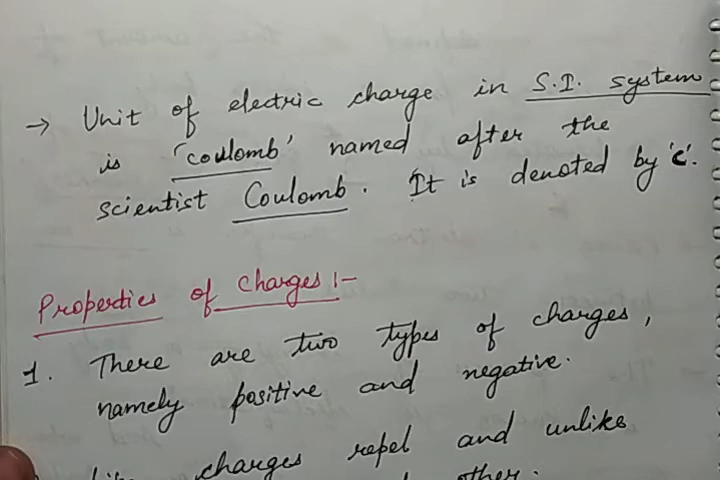 → Unit of electric charge in S.I. system
is 'coulomb' named after the
scientist Coulomb. It is denoted by 'C'.
Properties of charges :-
1. There are two types of charges,
namely positive and negative.
charges repel and unlike
other.